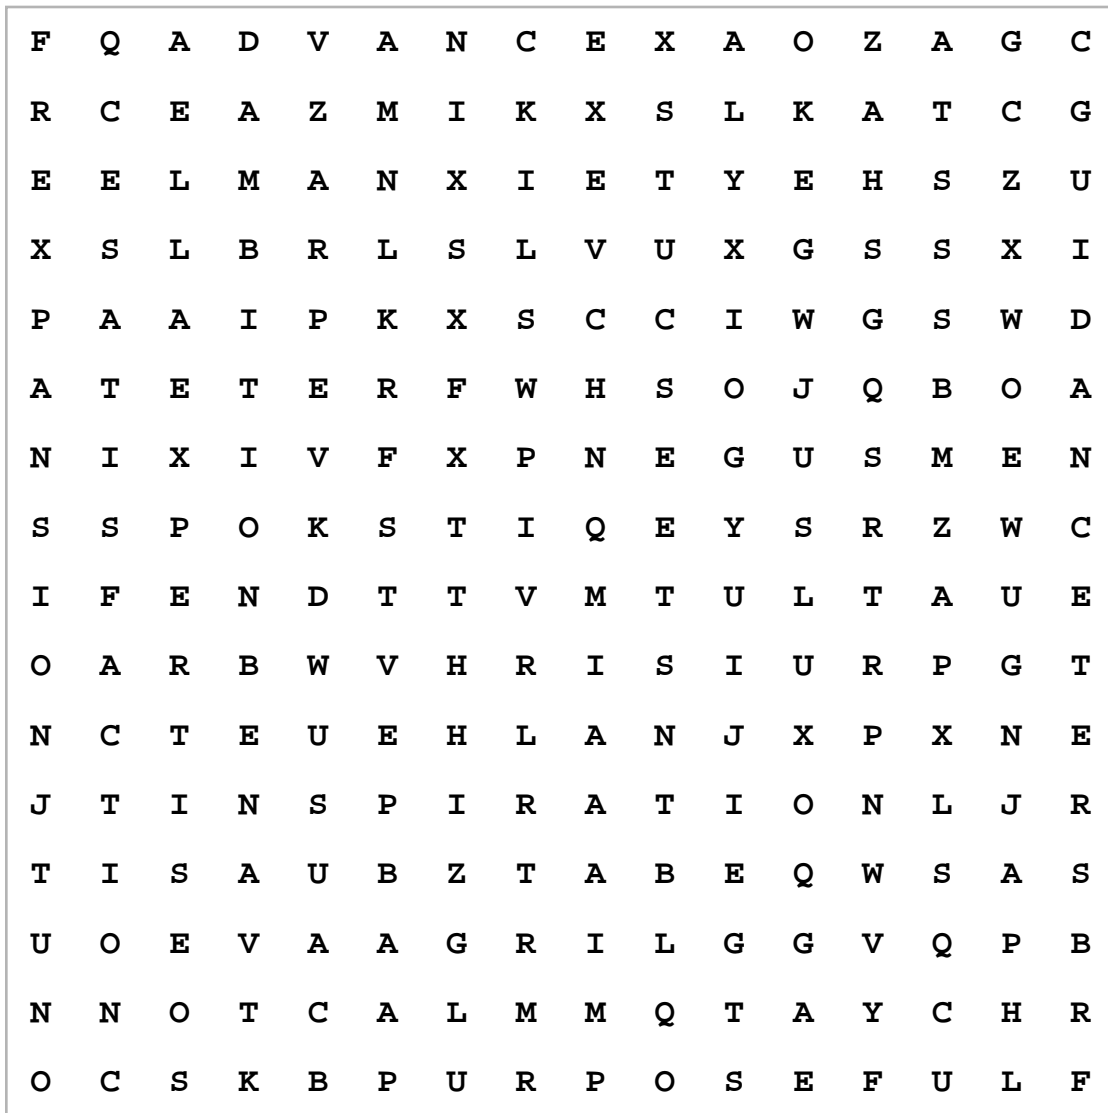 F Q A D V A N C E X A O Z A G C
R C E A Z M I K X S L K A T C G
E E L M A N X I E T Y E H S Z U
X S L B R L S L V U X G S S X I
P A A I P K X S C C I W G S W D
A T E T E R F W H S O J Q B O A
N I X I V F X P N E G U S M E N
S S P O K S T I Q E Y S R Z W C
I F E N D T T V M T U L T A U E
O A R B W V H R I S I U R P G T
N C T E U E H L A N J X P X N E
J T I N S P I R A T I O N L J R
T I S A U B Z T A B E Q W S A S
U O E V A A G R I L G G V Q P B
N N O T C A L M M Q T A Y C H R
O C S K B P U R P O S E F U L F